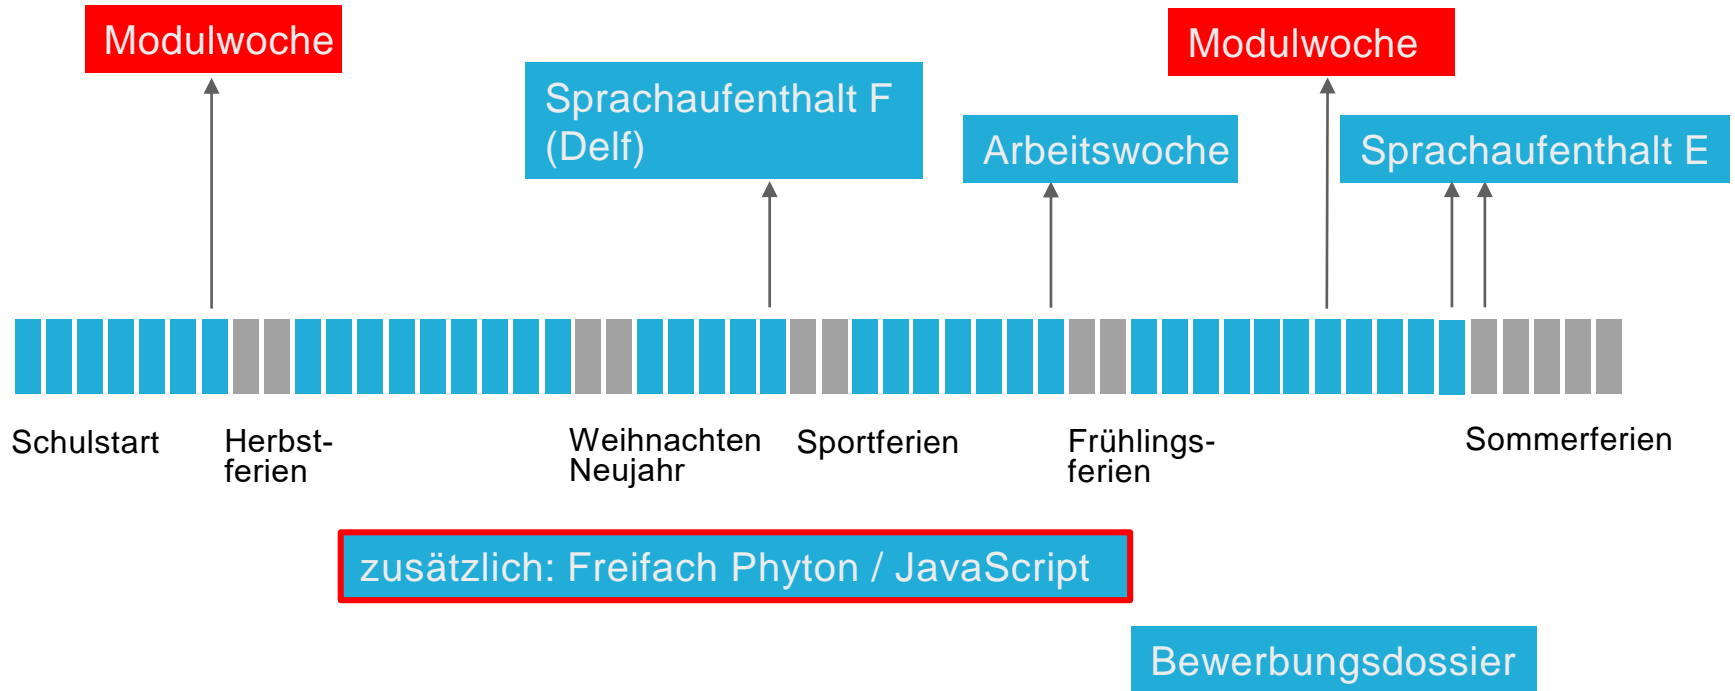 Modulwoche
Modulwoche
Sprachaufenthalt F
(Delf)
Arbeitswoche
Sprachaufenthalt E
Schulstart
Herbst-
ferien
Weihnachten
Neujahr
Sportferien
Frühlings-
ferien
Sommerferien
zusätzlich: Freifach Phyton / JavaScript
Bewerbungsdossier